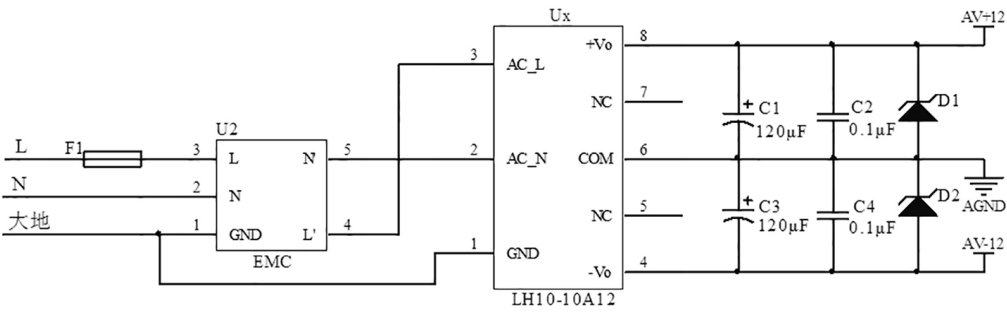 Ux
AV+12
8
+Vo
3
AC_L
7
NC
C1
120μF
C2
0.1μF
D1
U2
L
F1
3
L
N
5
2
AC_N
COM
6
N
2
N
AGND
C3
120μF
C4
0.1μF
D2
5
NC
大地
1
GND
L'
4
1
GND
AV-12
EMC
-Vo
4
LH10-10A12